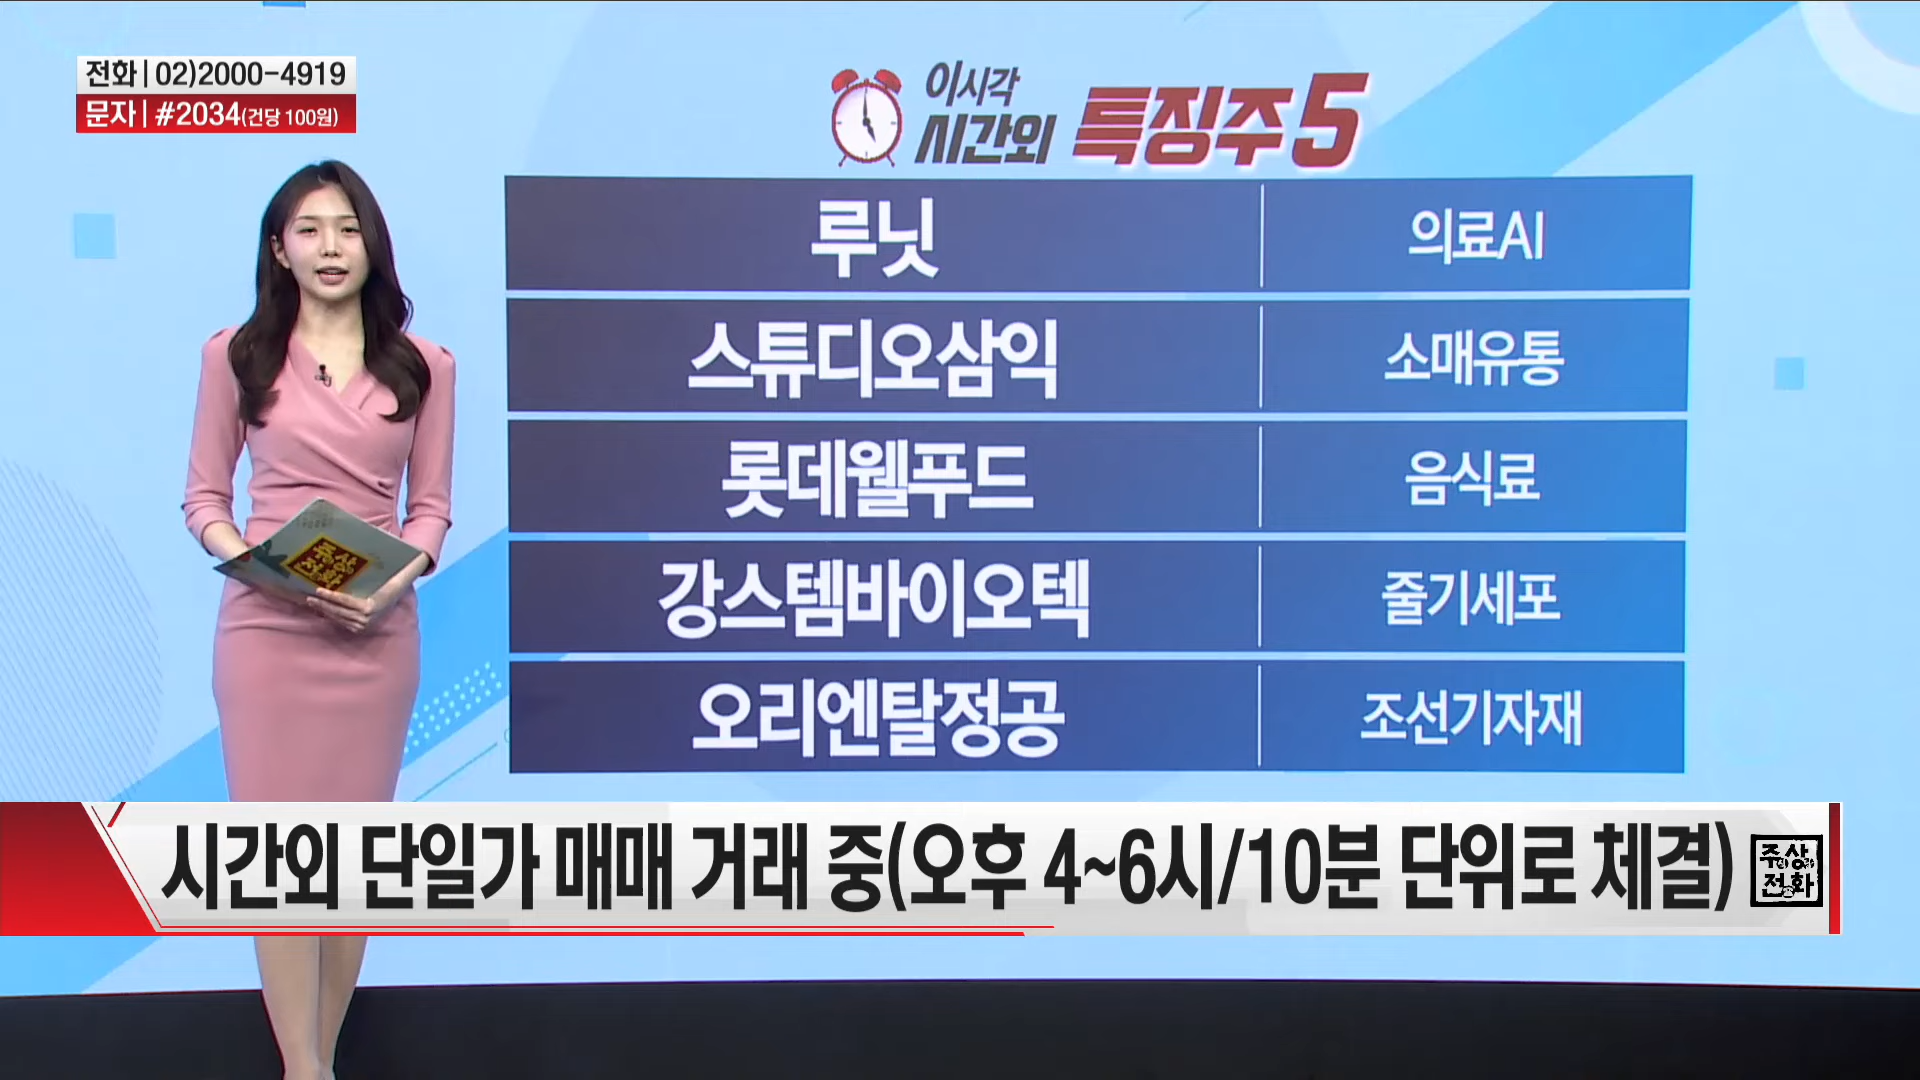 전화 | 02)2000-4919
문자 | #2034(건당 100원)
이시각
시간외 특징주5
루닛 의료AI
스튜디오삼익 소매유통
롯데웰푸드 음식료
강스템바이오텍 줄기세포
오리엔탈정공 조선기자재
주상
전화
시간외 단일가 매매 거래 중(오후 4~6시/10분 단위로 체결)
주상
전화